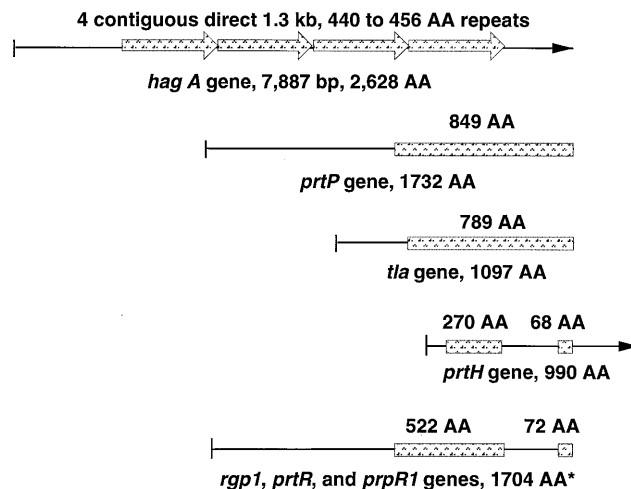 4 contiguous direct 1.3 kb, 440 to 456 AA repeats
hag A gene, 7,887 bp, 2,628 AA
849 AA
prtP gene, 1732 AA
789 AA
tla gene, 1097 AA
270 AA 68 AA
prtH gene, 990 AA
522 AA 72 AA
rgp1, prtR, and prpR1 genes, 1704 AA*